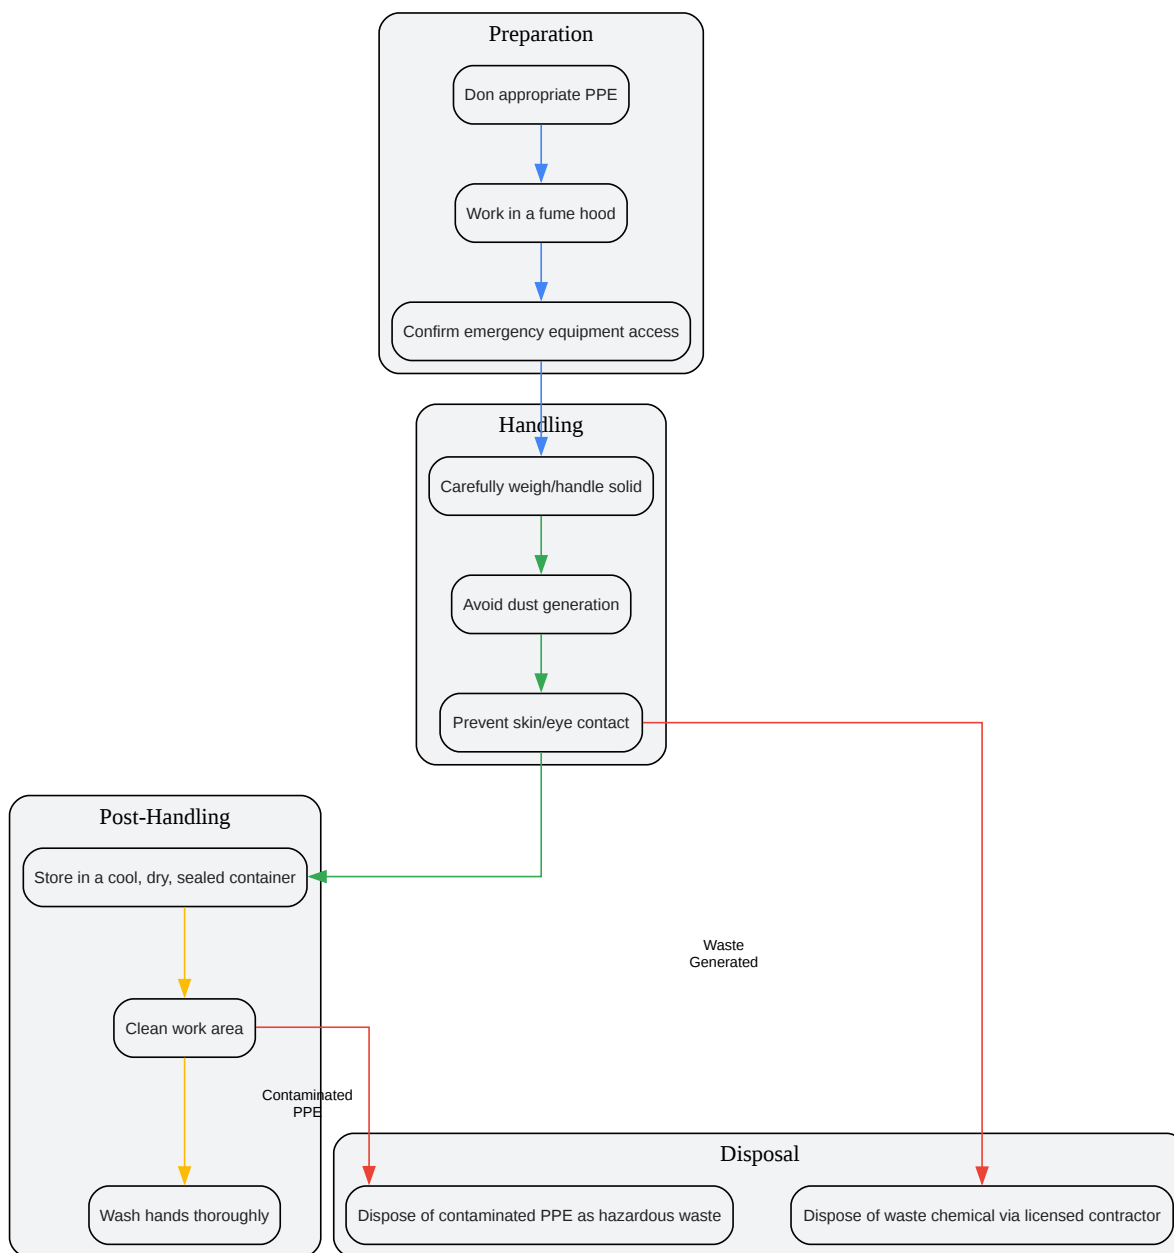 Preparation
Don appropriate PPE
Work in a fume hood
Confirm emergency equipment access
Handling
Carefully weigh/handle solid
Avoid dust generation
Prevent skin/eye contact
Post-Handling
Store in a cool, dry, sealed container
Waste
Generated
Clean work area
Contaminated
PPE
Disposal
Wash hands thoroughly
Dispose of contaminated PPE as hazardous waste
Dispose of waste chemical via licensed contractor